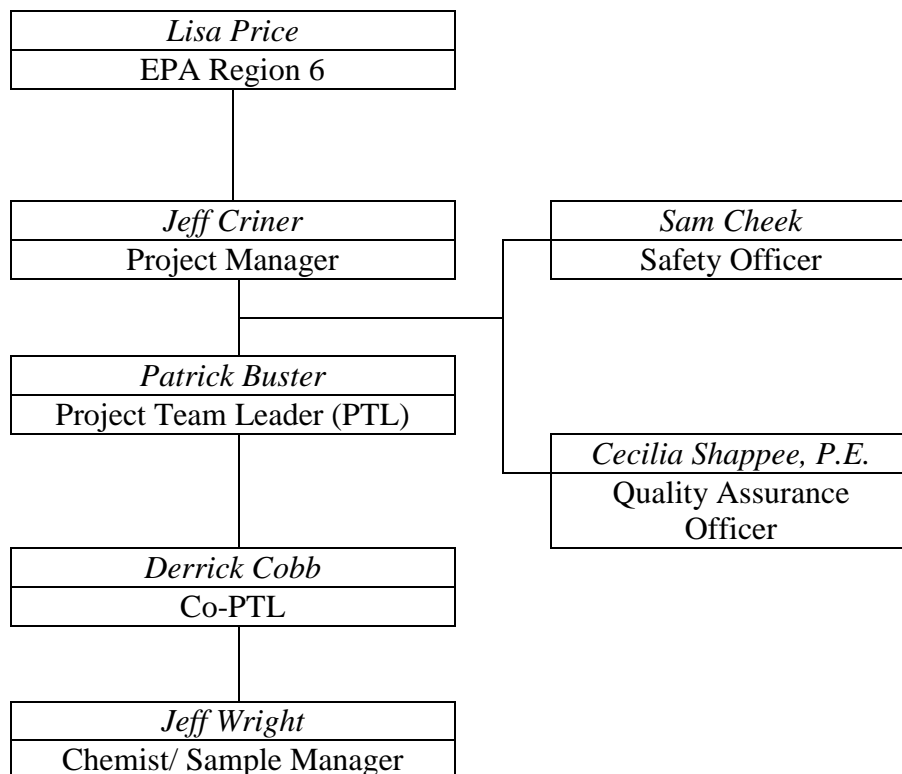 Lisa Price
EPA Region 6
Jeff Criner
Project Manager
Sam Cheek
Safety Officer
Patrick Buster
Project Team Leader (PTL)
Cecilia Shappee, P.E.
Quality Assurance
Officer
Derrick Cobb
Co-PTL
Jeff Wright
Chemist/ Sample Manager